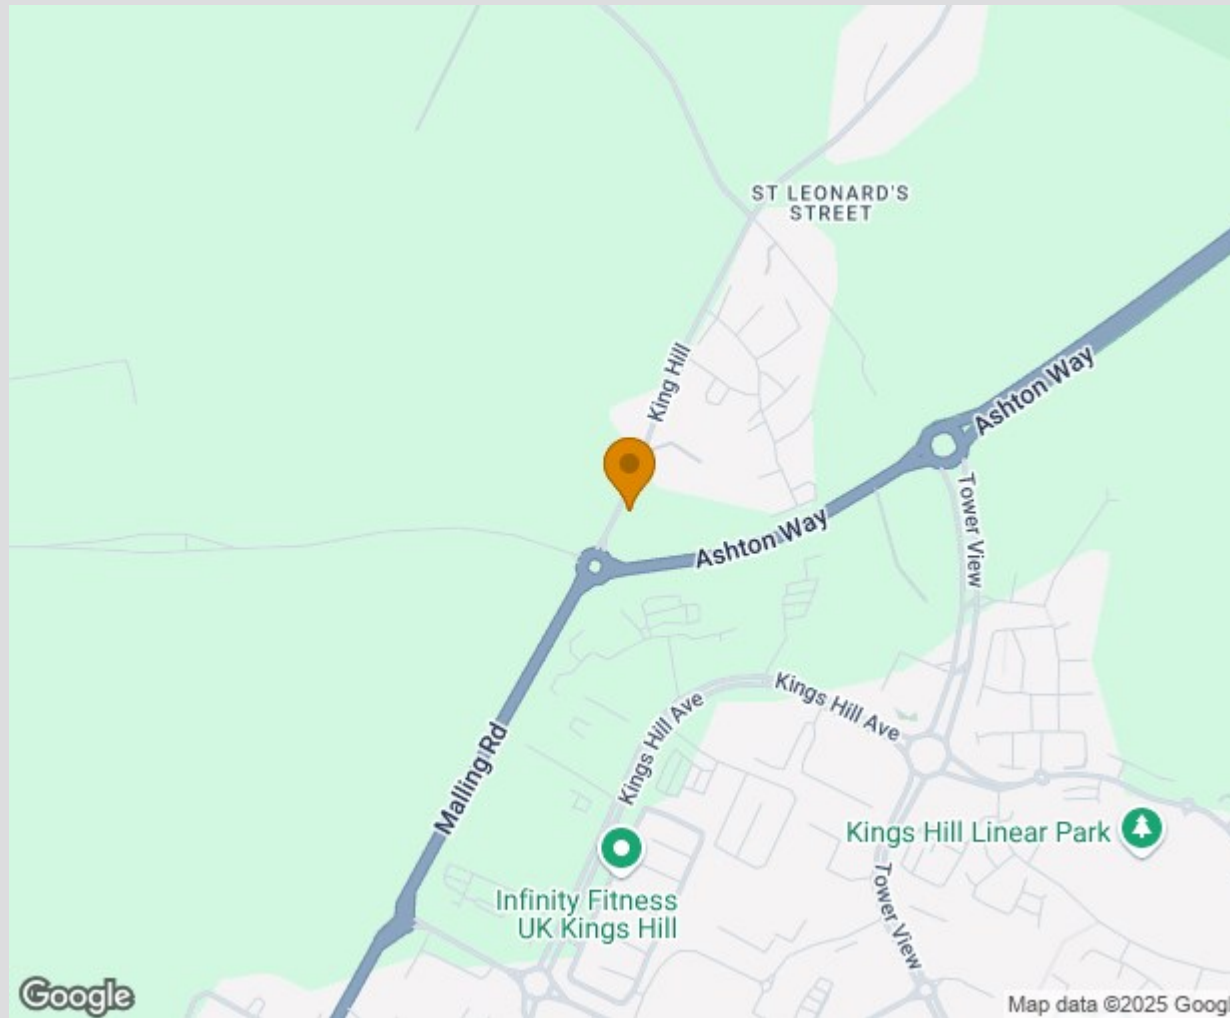 ST LEONARD'S
STREET
King Hill
Ashton Way
Ashton Way
Tower View
Kings Hill Ave
Kings Hill Ave
Malling Rd
Kings Hill Linear Park
Infinity Fitness
UK Kings Hill
Tower View
Google
Map data ©2025 Googl